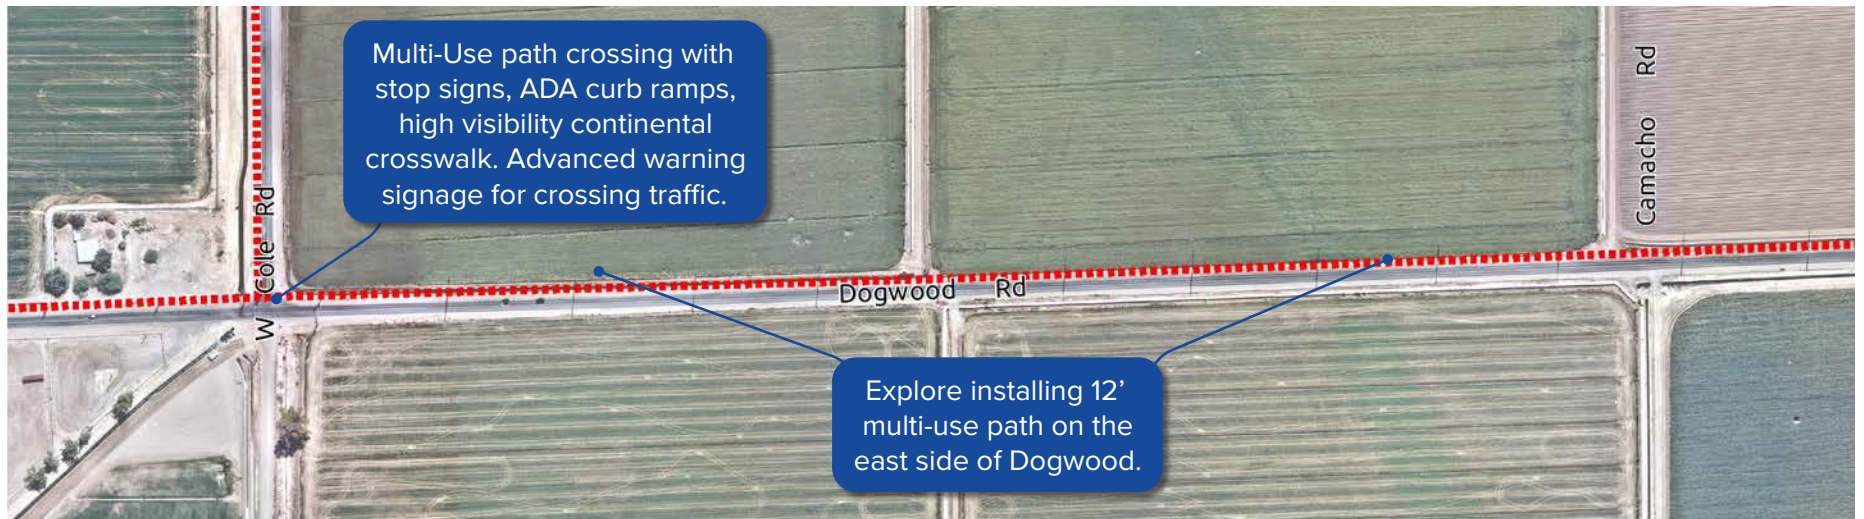 Multi-Use path crossing with
stop signs, ADA curb ramps,
high visibility continental
crosswalk. Advanced warning
signage for crossing traffic.
W Cole Rd
Dogwood Rd
Camacho Rd
Explore installing 12’
multi-use path on the
east side of Dogwood.